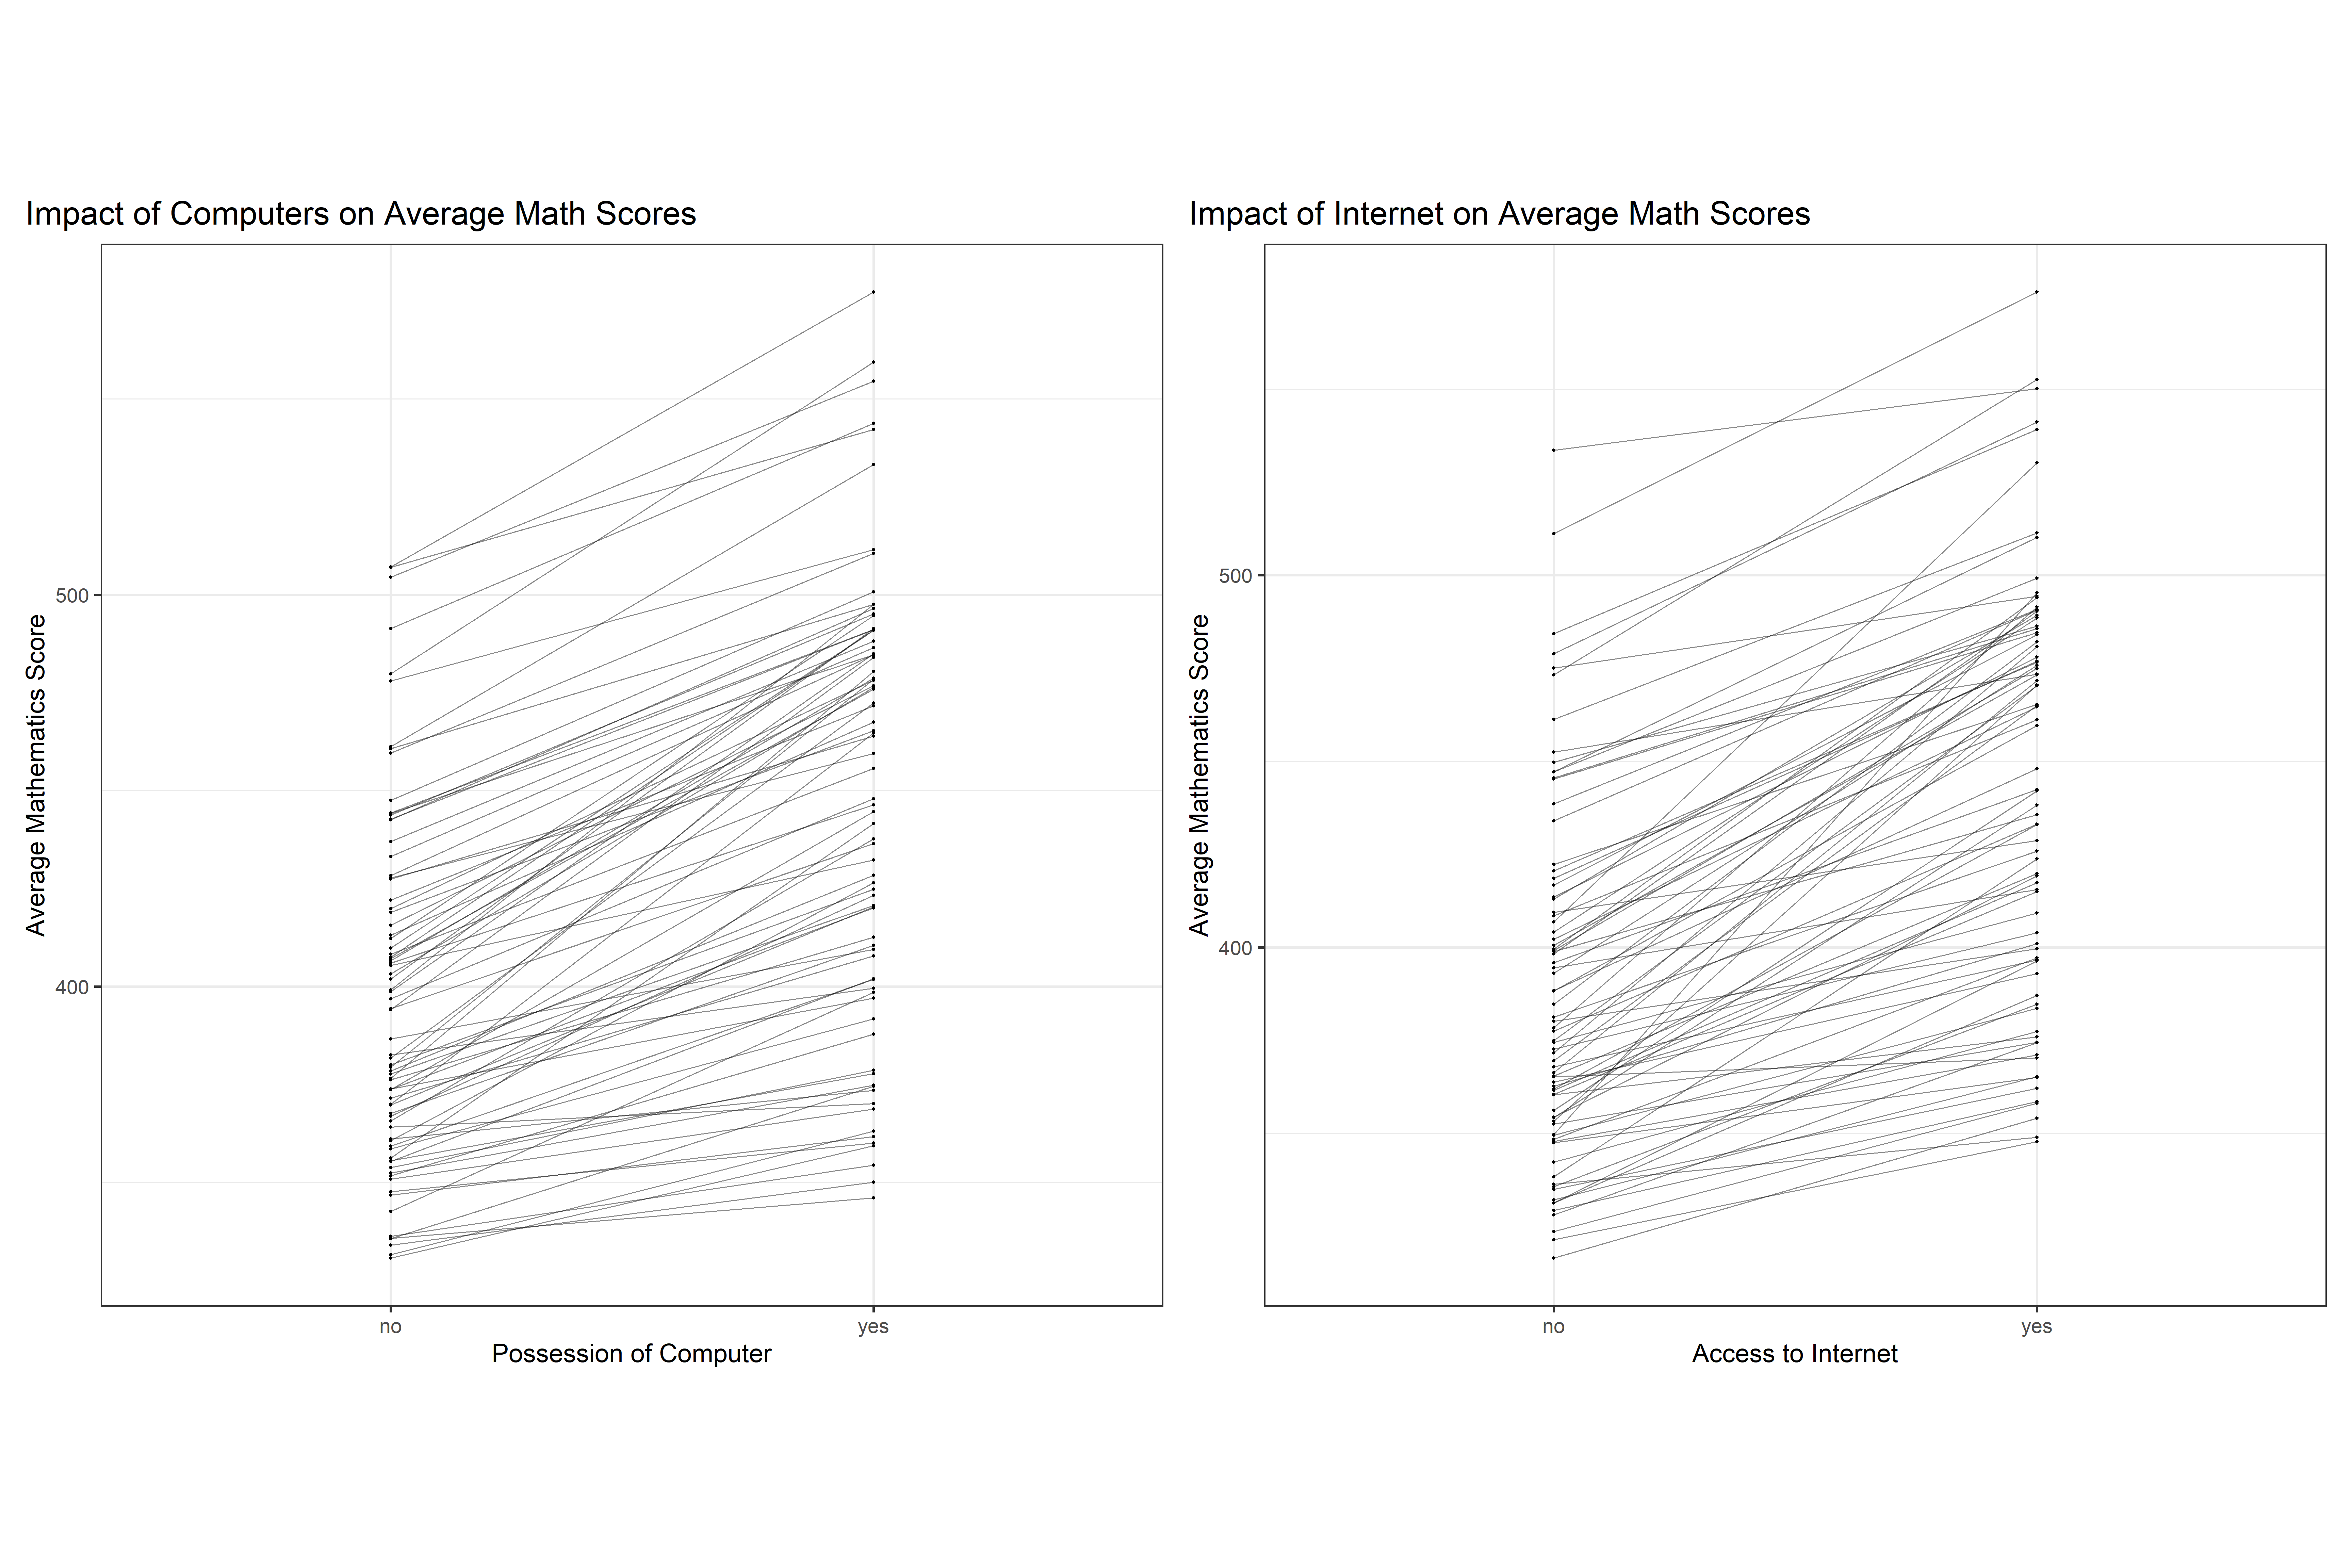 Impact of Computers on Average Math Scores
Average Mathematics Score
500
400
no
yes
Possession of Computer
Impact of Internet on Average Math Scores
Average Mathematics Score
500
400
no
yes
Access to Internet